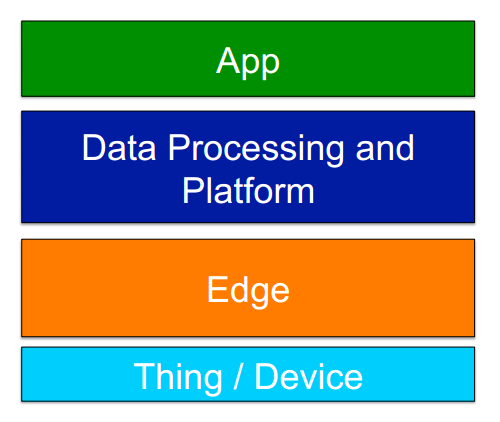 App
Data Processing and
Platform
Edge
Thing / Device